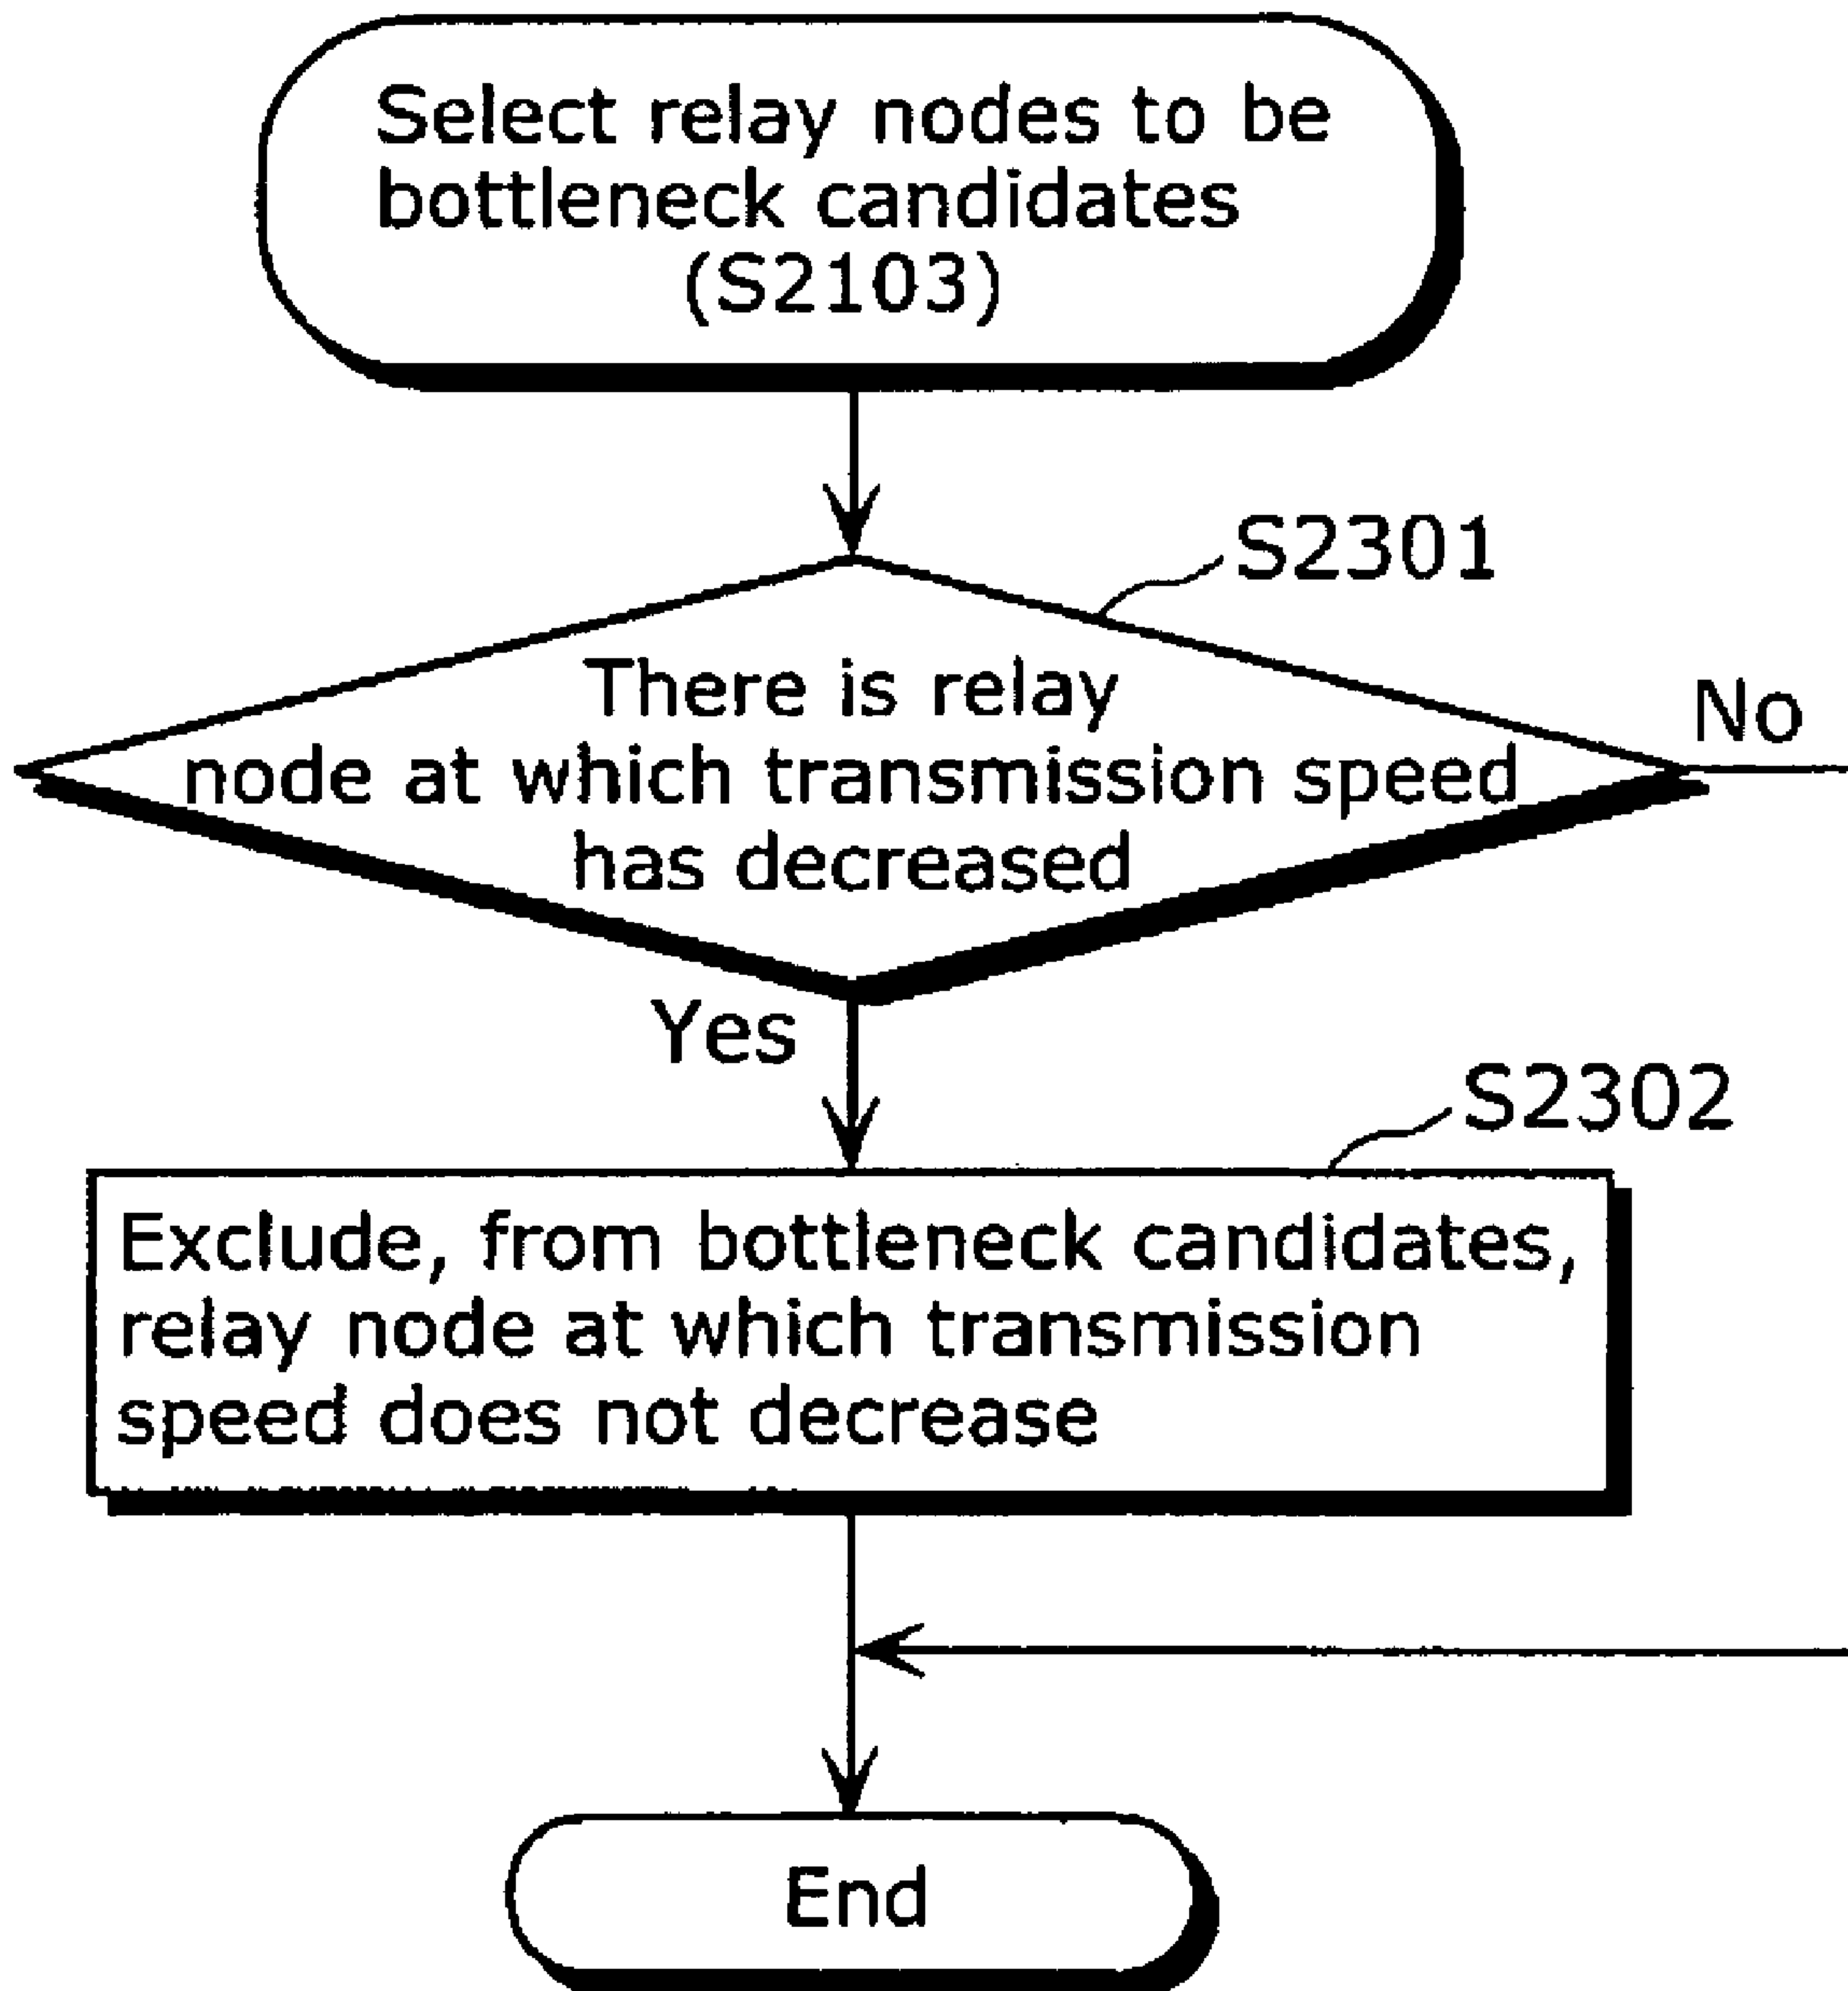 Select relay nodes to be
bottleneck candidates
(S2103)
S2301
There is relay
node at which transmission speed
has decreased
No
Yes
S2302
Exclude, from bottleneck candidates,
relay node at which transmission
speed does not decrease
End